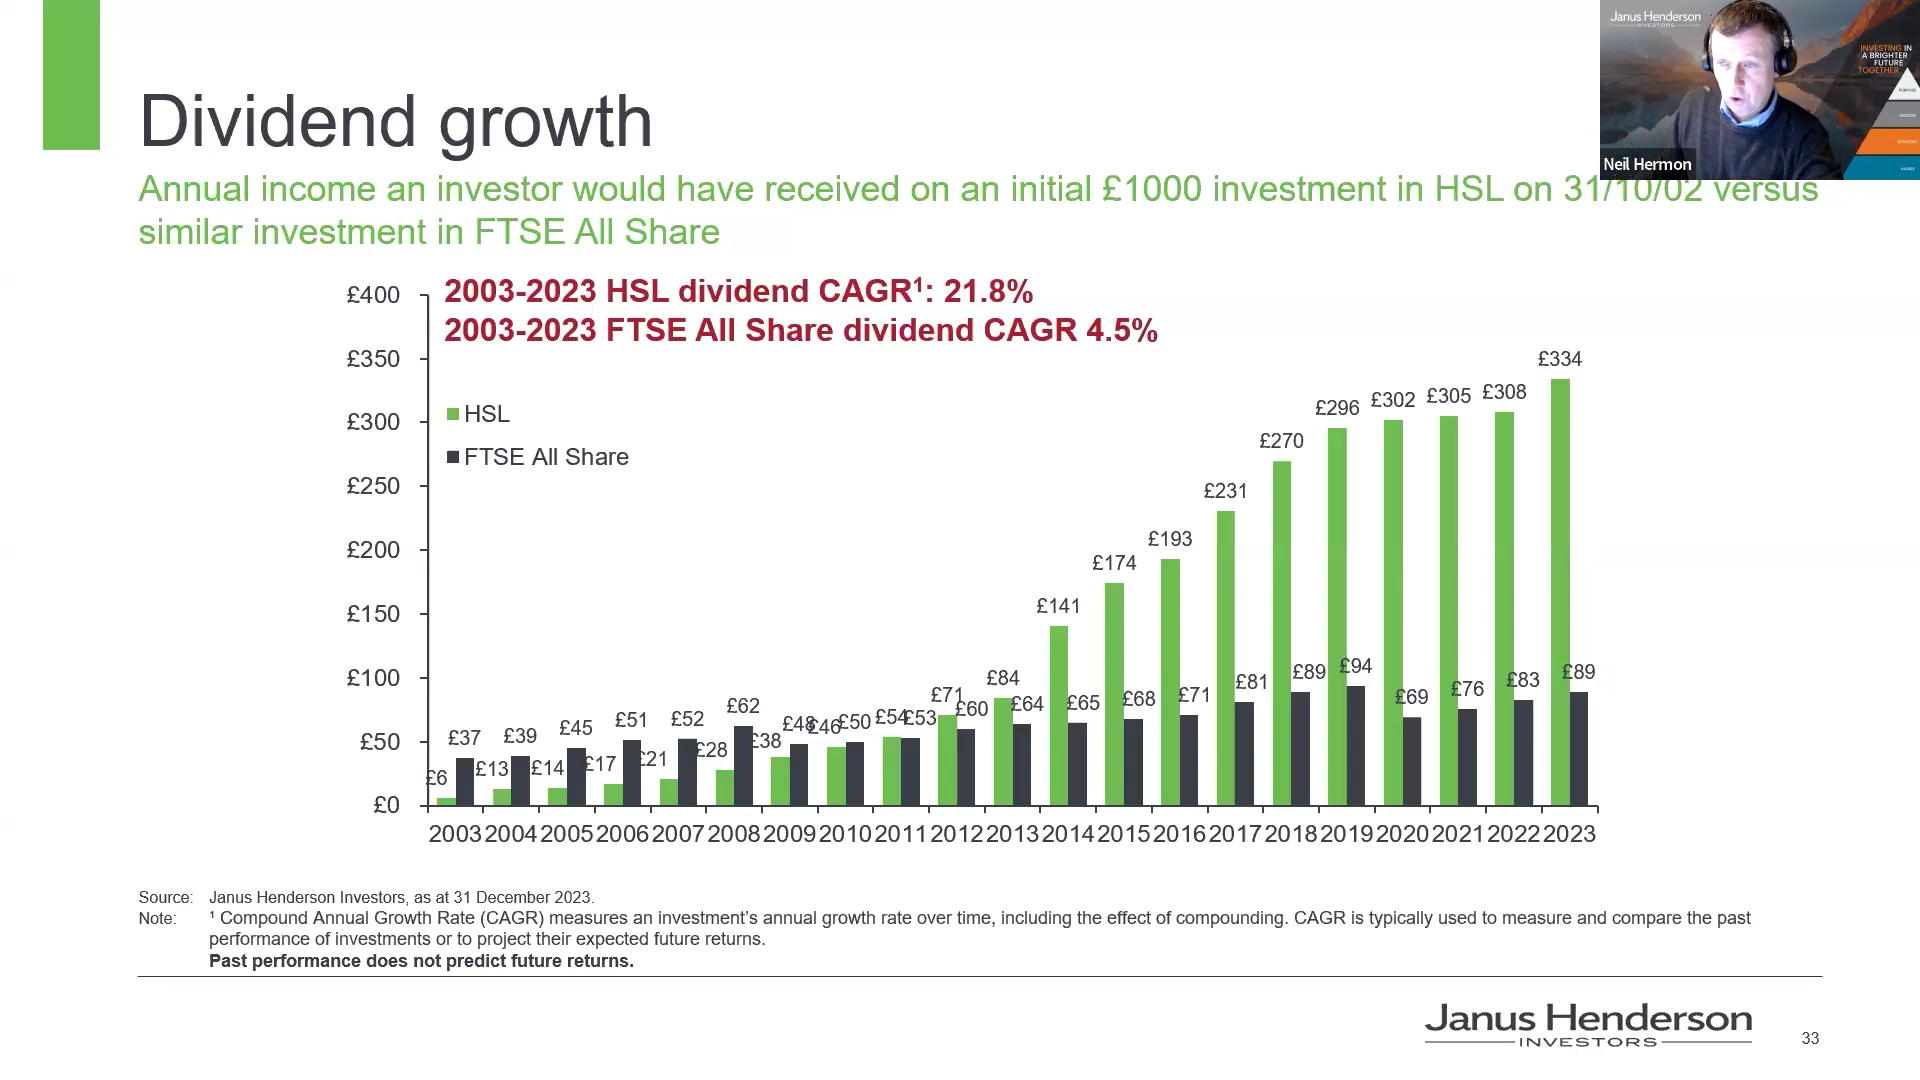 Dividend growth
Annual income an investor would have received on an initial £1000 investment in HSL on 31/10/02 versus
similar investment in FTSE All Share
Janus Henderson
INVESTORS
INVESTING IN
A BRIGHTER
FUTURE
TOGETHER
PURPOSE
MISSION
STRATEGY
VALUES
Neil Hermon
2003-2023 HSL dividend CAGR¹: 21.8%
2003-2023 FTSE All Share dividend CAGR 4.5%
HSL
FTSE All Share
£400
£350
£300
£250
£200
£150
£100
£50
£0
£6 £37
£13 £39
£14 £45
£17 £51
£21 £52
£28 £62
£38 £48
£46 £50
£54 £53
£71 £60
£84 £64
£141 £65
£174 £68
£193 £71
£231 £81
£270 £89
£296 £94
£302 £69
£305 £76
£308 £83
£334 £89
2003 2004 2005 2006 2007 2008 2009 2010 2011 2012 2013 2014 2015 2016 2017 2018 2019 2020 2021 2022 2023
Source: Janus Henderson Investors, as at 31 December 2023.
Note: ¹ Compound Annual Growth Rate (CAGR) measures an investment’s annual growth rate over time, including the effect of compounding. CAGR is typically used to measure and compare the past
performance of investments or to project their expected future returns.
Past performance does not predict future returns.
Janus Henderson
INVESTORS
33